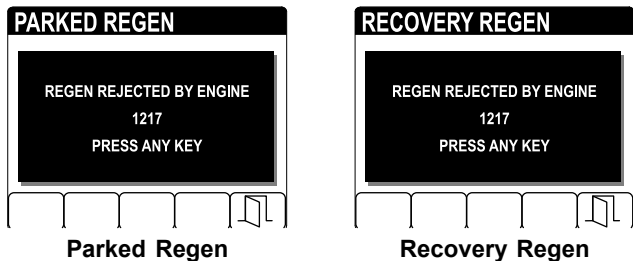 PARKED REGEN
REGEN REJECTED BY ENGINE
1217
PRESS ANY KEY
Parked Regen
RECOVERY REGEN
REGEN REJECTED BY ENGINE
1217
PRESS ANY KEY
Recovery Regen